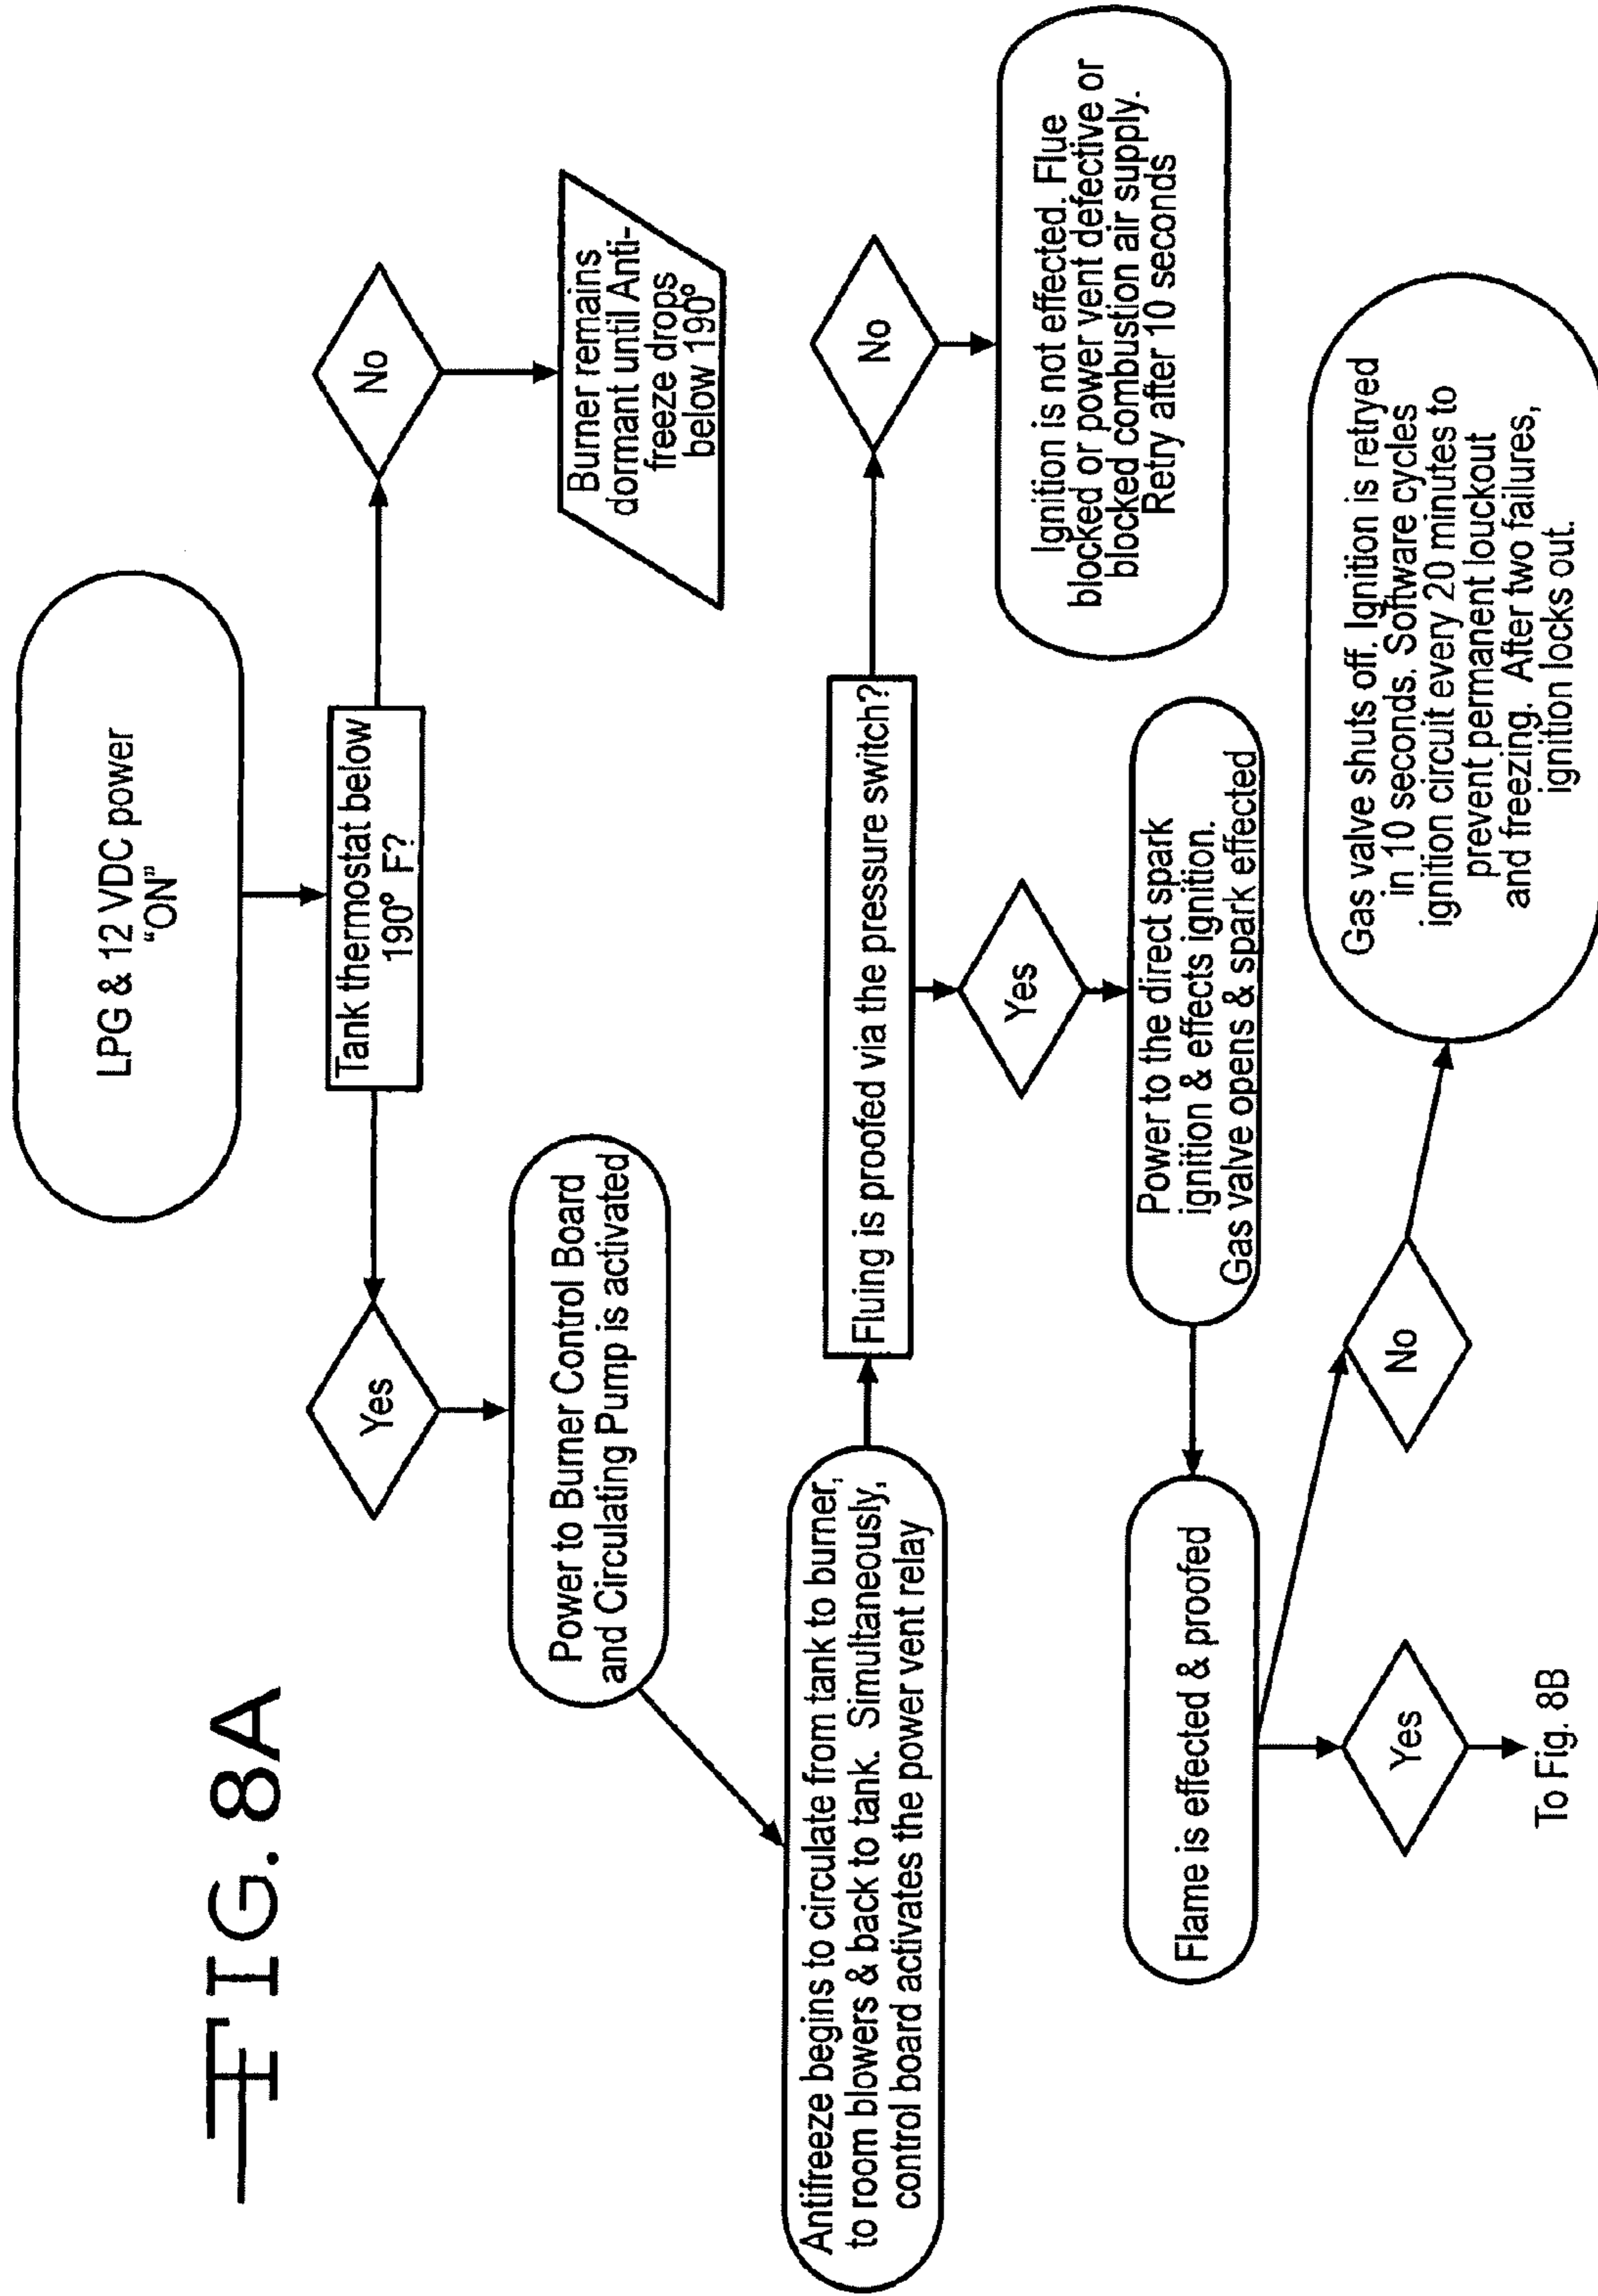 FIG. 8A
LPG & 12 VDC power
"ON"
Tank thermostat below
190° F?
Yes
No
Power to Burner Control Board
and Circulating Pump is activated
Burner remains
dormant until Anti-
freeze drops
below 190°
Antifreeze begins to circulate from tank to burner,
to room blowers & back to tank. Simultaneously,
control board activates the power vent relay
Fluing is proofed via the pressure switch?
No
Yes
Ignition is not effected. Flue
blocked or power vent defective or
blocked combustion air supply.
Retry after 10 seconds
Power to the direct spark
ignition & effects ignition.
Gas valve opens & spark effected
Flame is effected & proofed
No
Yes
Gas valve shuts off. Ignition is retryed
in 10 seconds. Software cycles
ignition circuit every 20 minutes to
prevent permanent louckout
and freezing. After two failures,
ignition locks out.
To Fig. 8B